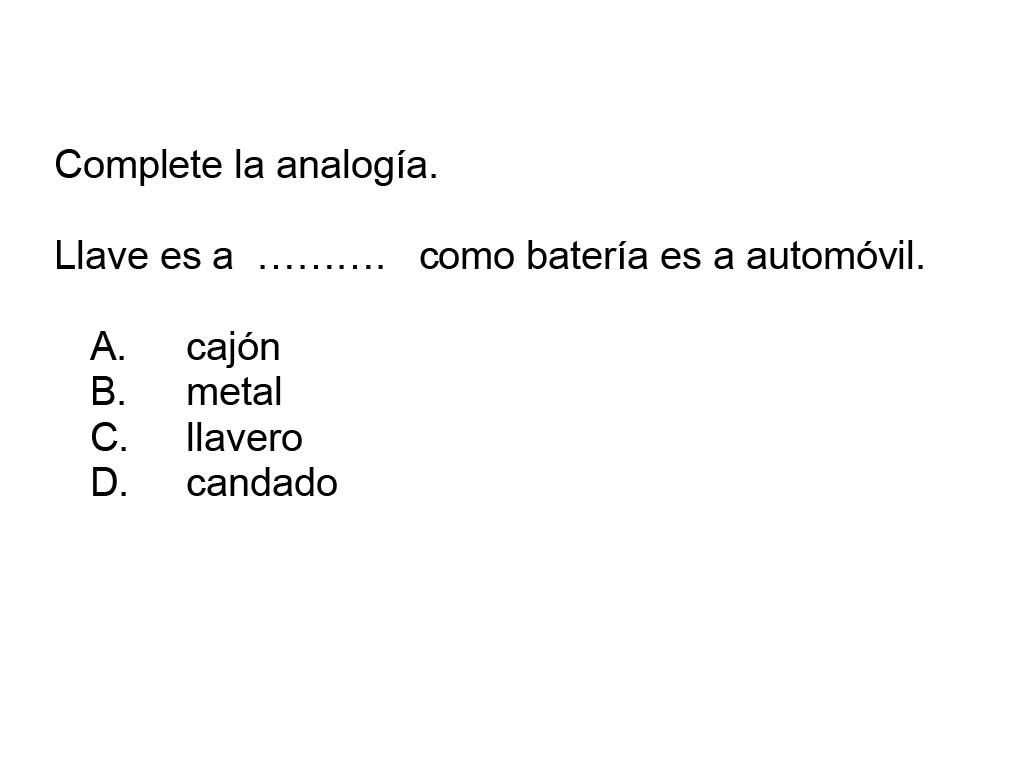 Complete la analogía.
Llave es a ………. como batería es a automóvil.
A. cajón
B. metal
C. llavero
D. candado